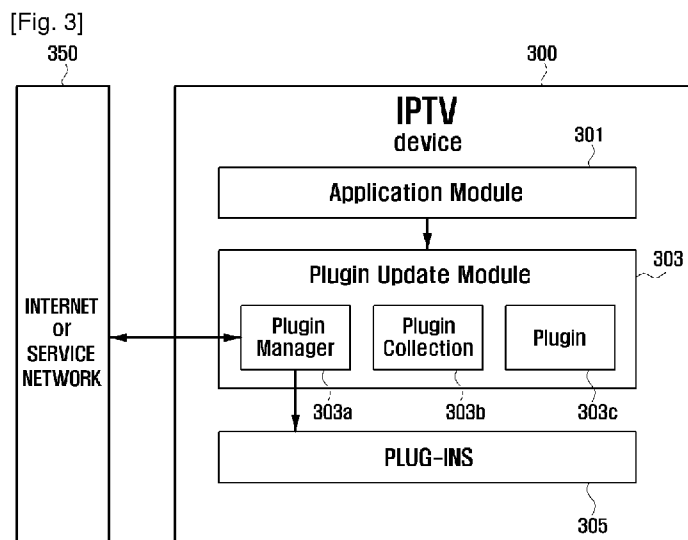 [Fig. 3]
350
300
IPTV
device
301
Application Module
303
Plugin Update Module
INTERNET
or
SERVICE
NETWORK
Plugin
Manager
Plugin
Collection
Plugin
303a
303b
303c
PLUG-INS
305